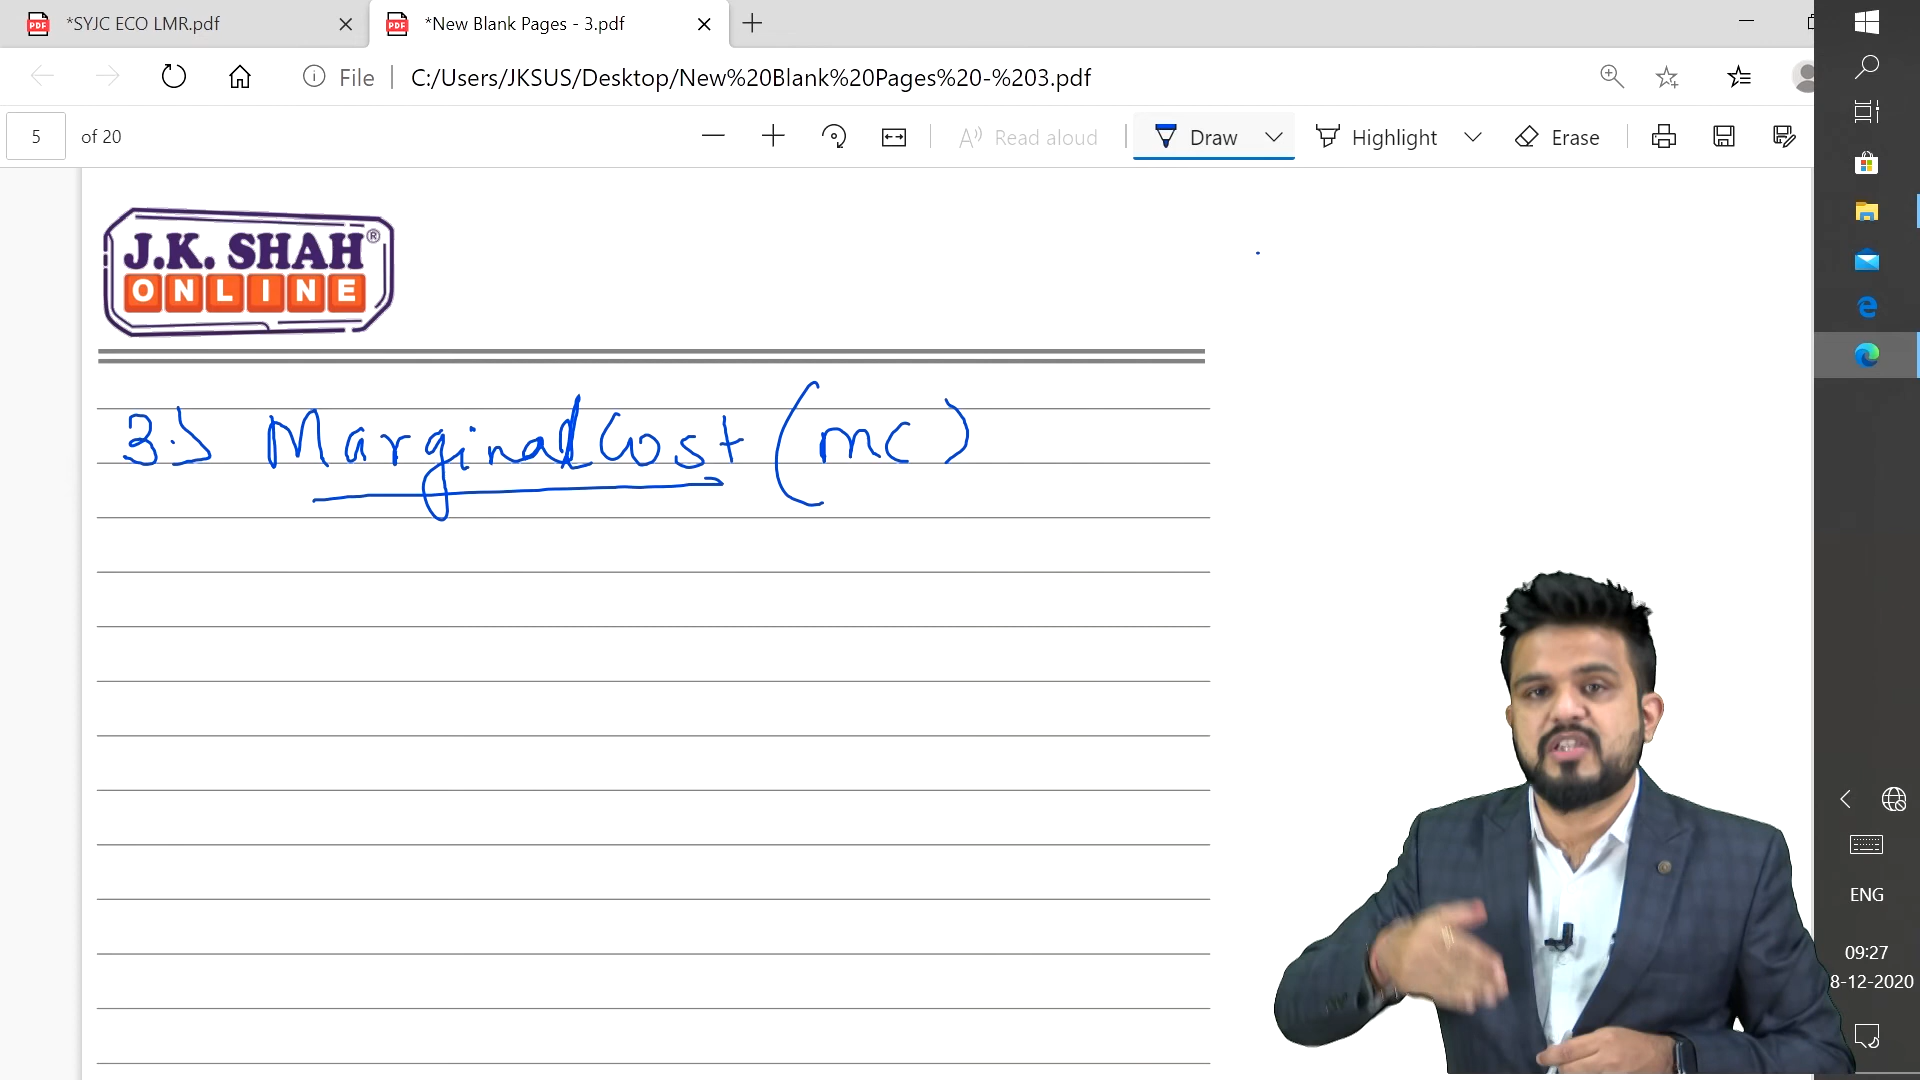 *SYJC ECO LMR.pdf
*New Blank Pages - 3.pdf
File
C:/Users/JKSUS/Desktop/New%20Blank%20Pages%20-%203.pdf
5 of 20
Read aloud
Draw
Highlight
Erase
J.K. SHAH®
ONLINE
3.) Marginal Cost (mc)
ENG
09:27
8-12-2020